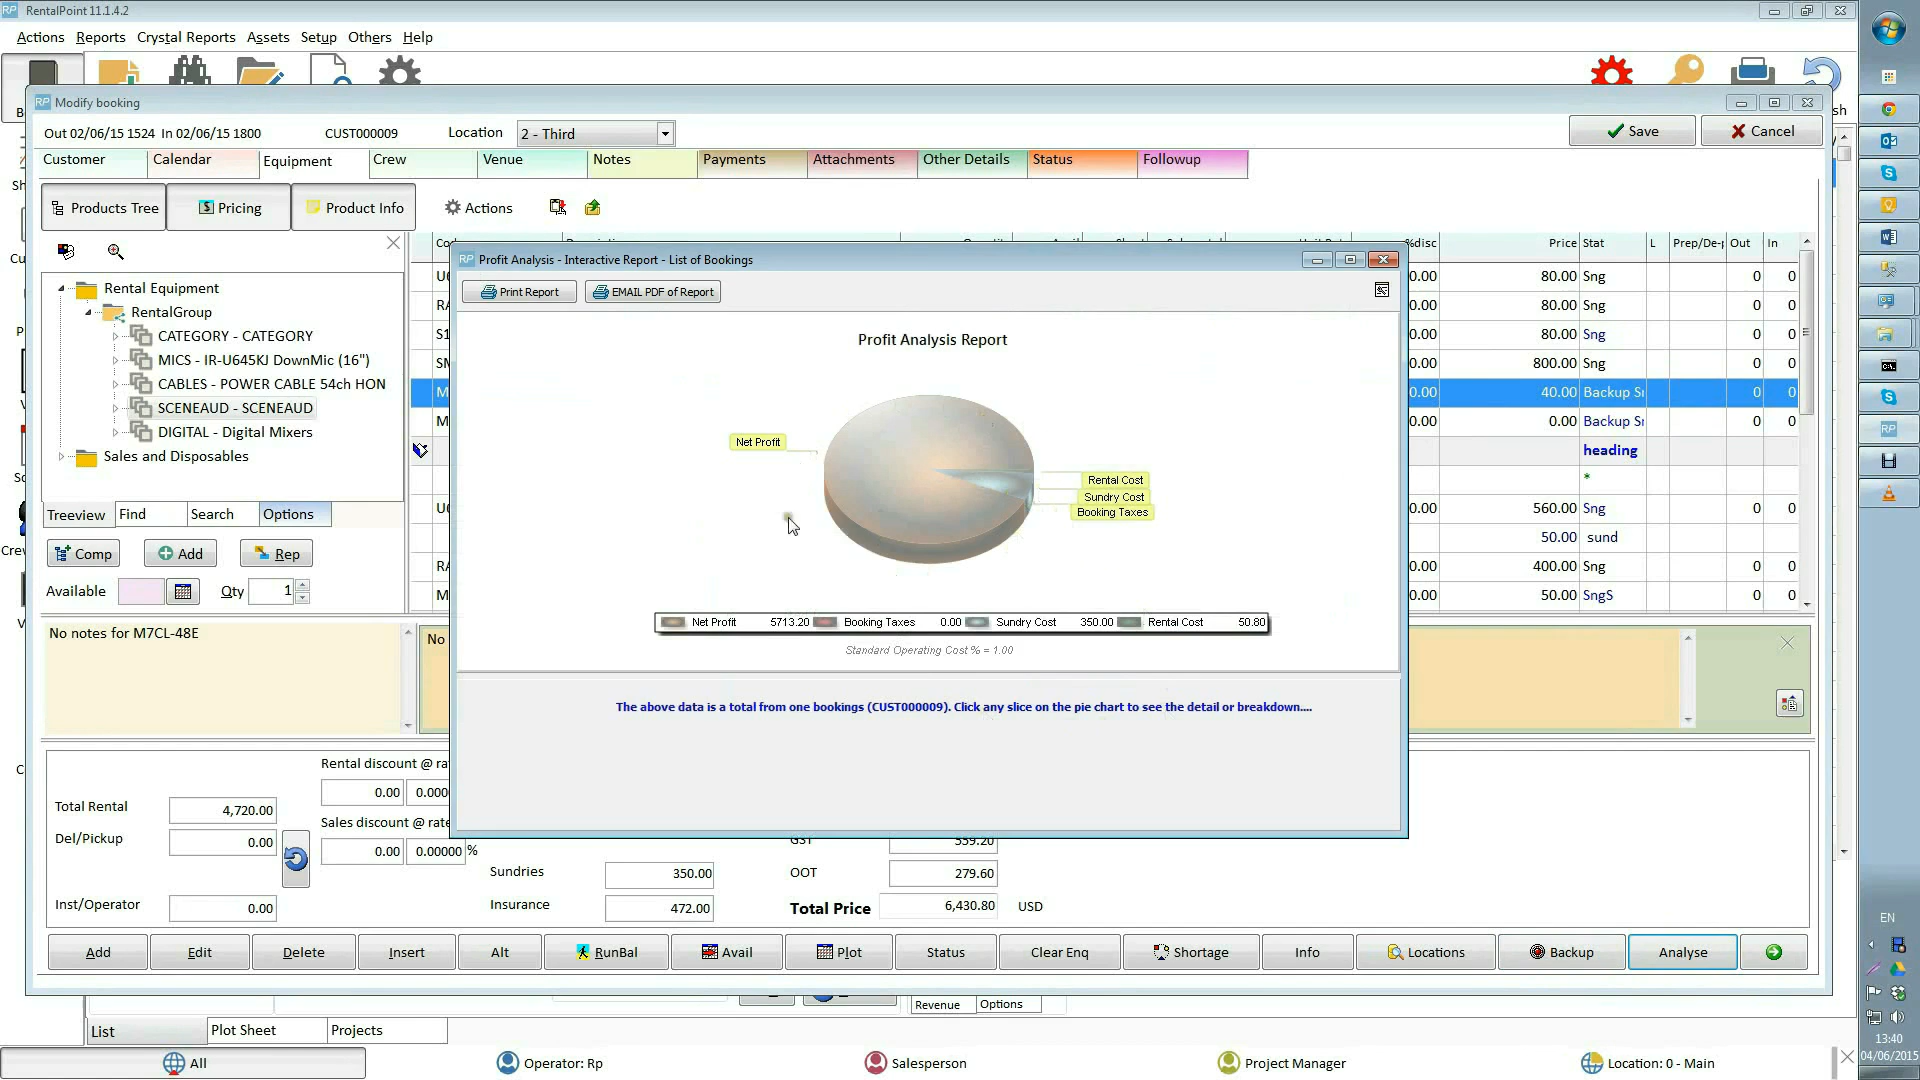 RP RentalPoint 11.1.4.2
Actions Reports Crystal Reports Assets Setup Others Help
RP Modify booking
Out 02/06/15 1524 In 02/06/15 1800 CUST000009 Location 2 - Third Save Cancel
Customer Calendar Equipment Crew Venue Notes Payments Attachments Other Details Status Followup
Products Tree Pricing Product Info Actions
%disc Price Stat L Prep/De-p Out In
RP Profit Analysis - Interactive Report - List of Bookings
Print Report EMAIL PDF of Report
Profit Analysis Report
Net Profit
Rental Cost
Sundry Cost
Booking Taxes
Net Profit 5713.20 Booking Taxes 0.00 Sundry Cost 350.00 Rental Cost 50.80
Standard Operating Cost % = 1.00
The above data is a total from one bookings (CUST000009). Click any slice on the pie chart to see the detail or breakdown....
Rental Equipment
RentalGroup
CATEGORY - CATEGORY
MICS - IR-U645KJ DownMic (16")
CABLES - POWER CABLE 54ch HON
SCENEAUD - SCENEAUD
DIGITAL - Digital Mixers
Sales and Disposables
Treeview Find Search Options
Comp Add Rep
Available Qty 1
0.00 80.00 Sng 0 0
0.00 80.00 Sng 0 0
0.00 80.00 Sng 0 0
0.00 800.00 Sng 0 0
0.00 40.00 Backup Sn 0 0
0.00 0.00 Backup Sn 0 0
heading
*
0.00 560.00 Sng 0 0
50.00 sund
0.00 400.00 Sng 0 0
0.00 50.00 SngS 0 0
No notes for M7CL-48E
No
Rental discount @ rate
Total Rental 4,720.00 0.00 0.000
Del/Pickup 0.00 Sales discount @ rate
0.00 0.00000 %
Inst/Operator 0.00
Sundries 350.00
Insurance 472.00
GST 559.20
OOT 279.60
Total Price 6,430.80 USD
Add Edit Delete Insert Alt RunBal Avail Plot Status Clear Enq Shortage Info Locations Backup Analyse
Revenue Options
List Plot Sheet Projects
All Operator: Rp Salesperson Project Manager Location: 0 - Main
EN
13:40
04/06/2015